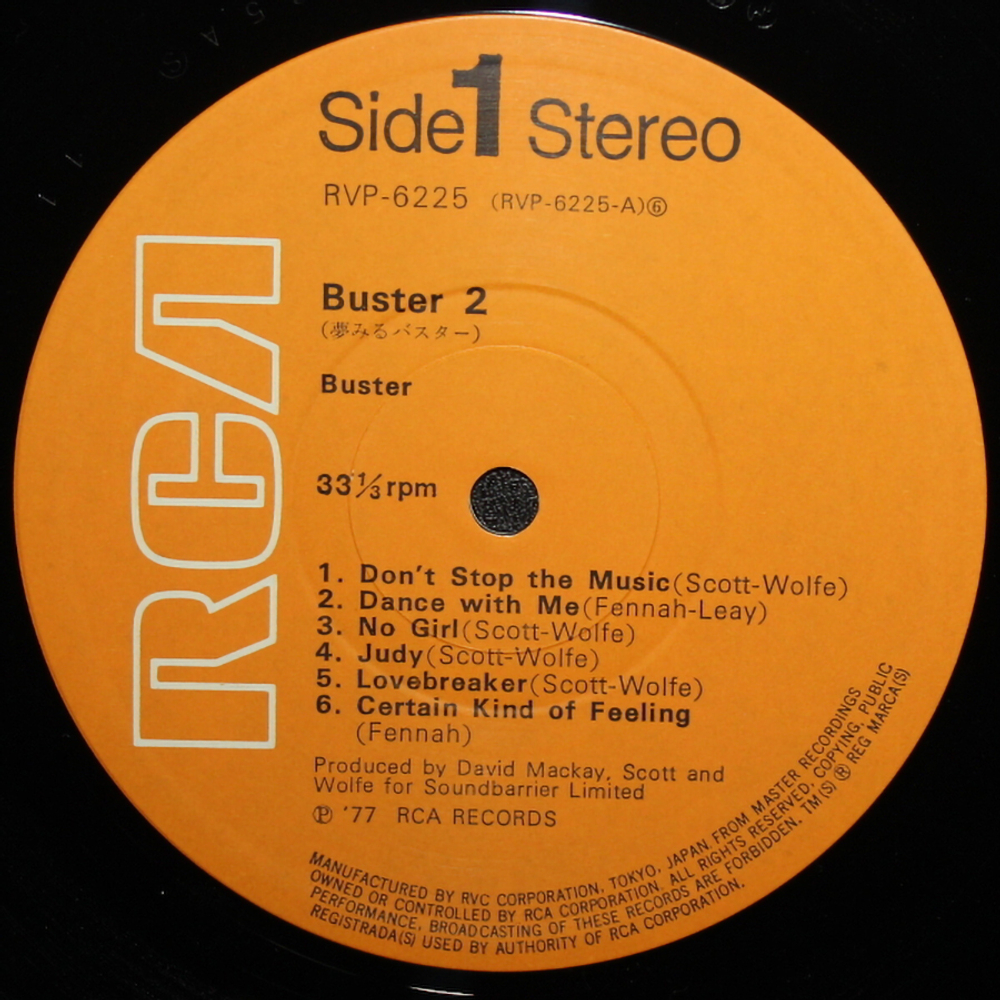 Side 1 Stereo
RVP-6225 (RVP-6225-A)⑥
RCA
Buster 2
(夢みるバスター)
Buster
33 1/3 rpm
1. Don't Stop the Music(Scott-Wolfe)
2. Dance with Me(Fennah-Leay)
3. No Girl(Scott-Wolfe)
4. Judy(Scott-Wolfe)
5. Lovebreaker(Scott-Wolfe)
6. Certain Kind of Feeling
(Fennah)
Produced by David Mackay, Scott and
Wolfe for Soundbarrier Limited
℗ '77 RCA RECORDS
MANUFACTURED BY RVC CORPORATION, TOKYO, JAPAN FROM MASTER RECORDINGS
OWNED OR CONTROLLED BY RCA CORPORATION. ALL RIGHTS RESERVED, COPYING, PUBLIC
PERFORMANCE, BROADCASTING OF THESE RECORDS ARE FORBIDDEN. TM(S) ® REG MARCA(S)
REGISTRADA(S) USED BY AUTHORITY OF RCA CORPORATION.